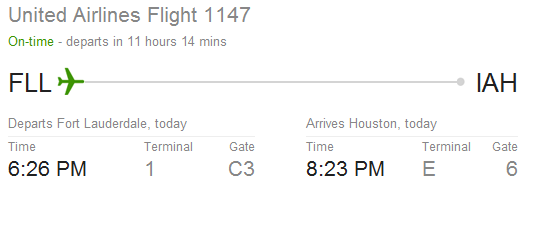 United Airlines Flight 1147
On-time - departs in 11 hours 14 mins
FLL IAH
Departs Fort Lauderdale, today Arrives Houston, today
Time Terminal Gate Time Terminal Gate
6:26 PM 1 C3 8:23 PM E 6